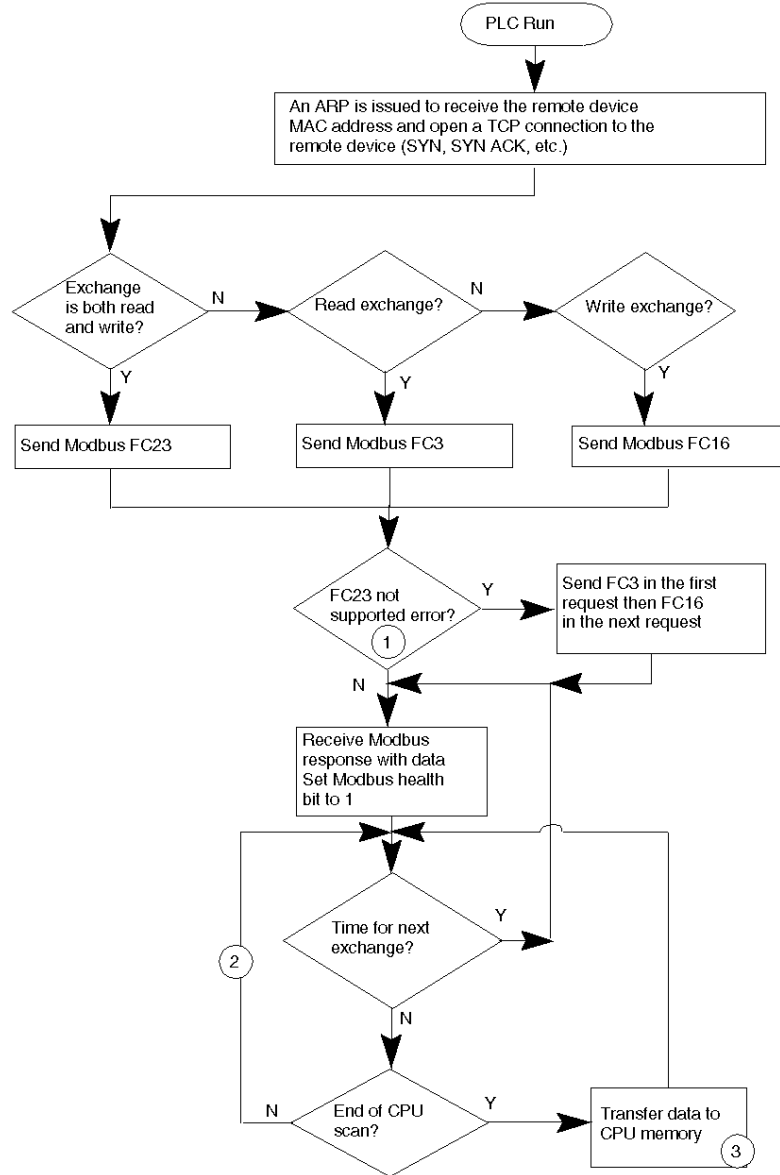 PLC Run
An ARP is issued to receive the remote device
MAC address and open a TCP connection to the
remote device (SYN, SYN ACK, etc.)
Exchange
is both read
and write?
N
Read exchange?
N
Write exchange?
Y
Y
Y
Send Modbus FC23
Send Modbus FC3
Send Modbus FC16
FC23 not
supported error?
1
Y
Send FC3 in the first
request then FC16
in the next request
N
Receive Modbus
response with data
Set Modbus health
bit to 1
Time for next
exchange?
Y
2
N
End of CPU
scan?
N
Y
Transfer data to
CPU memory
3